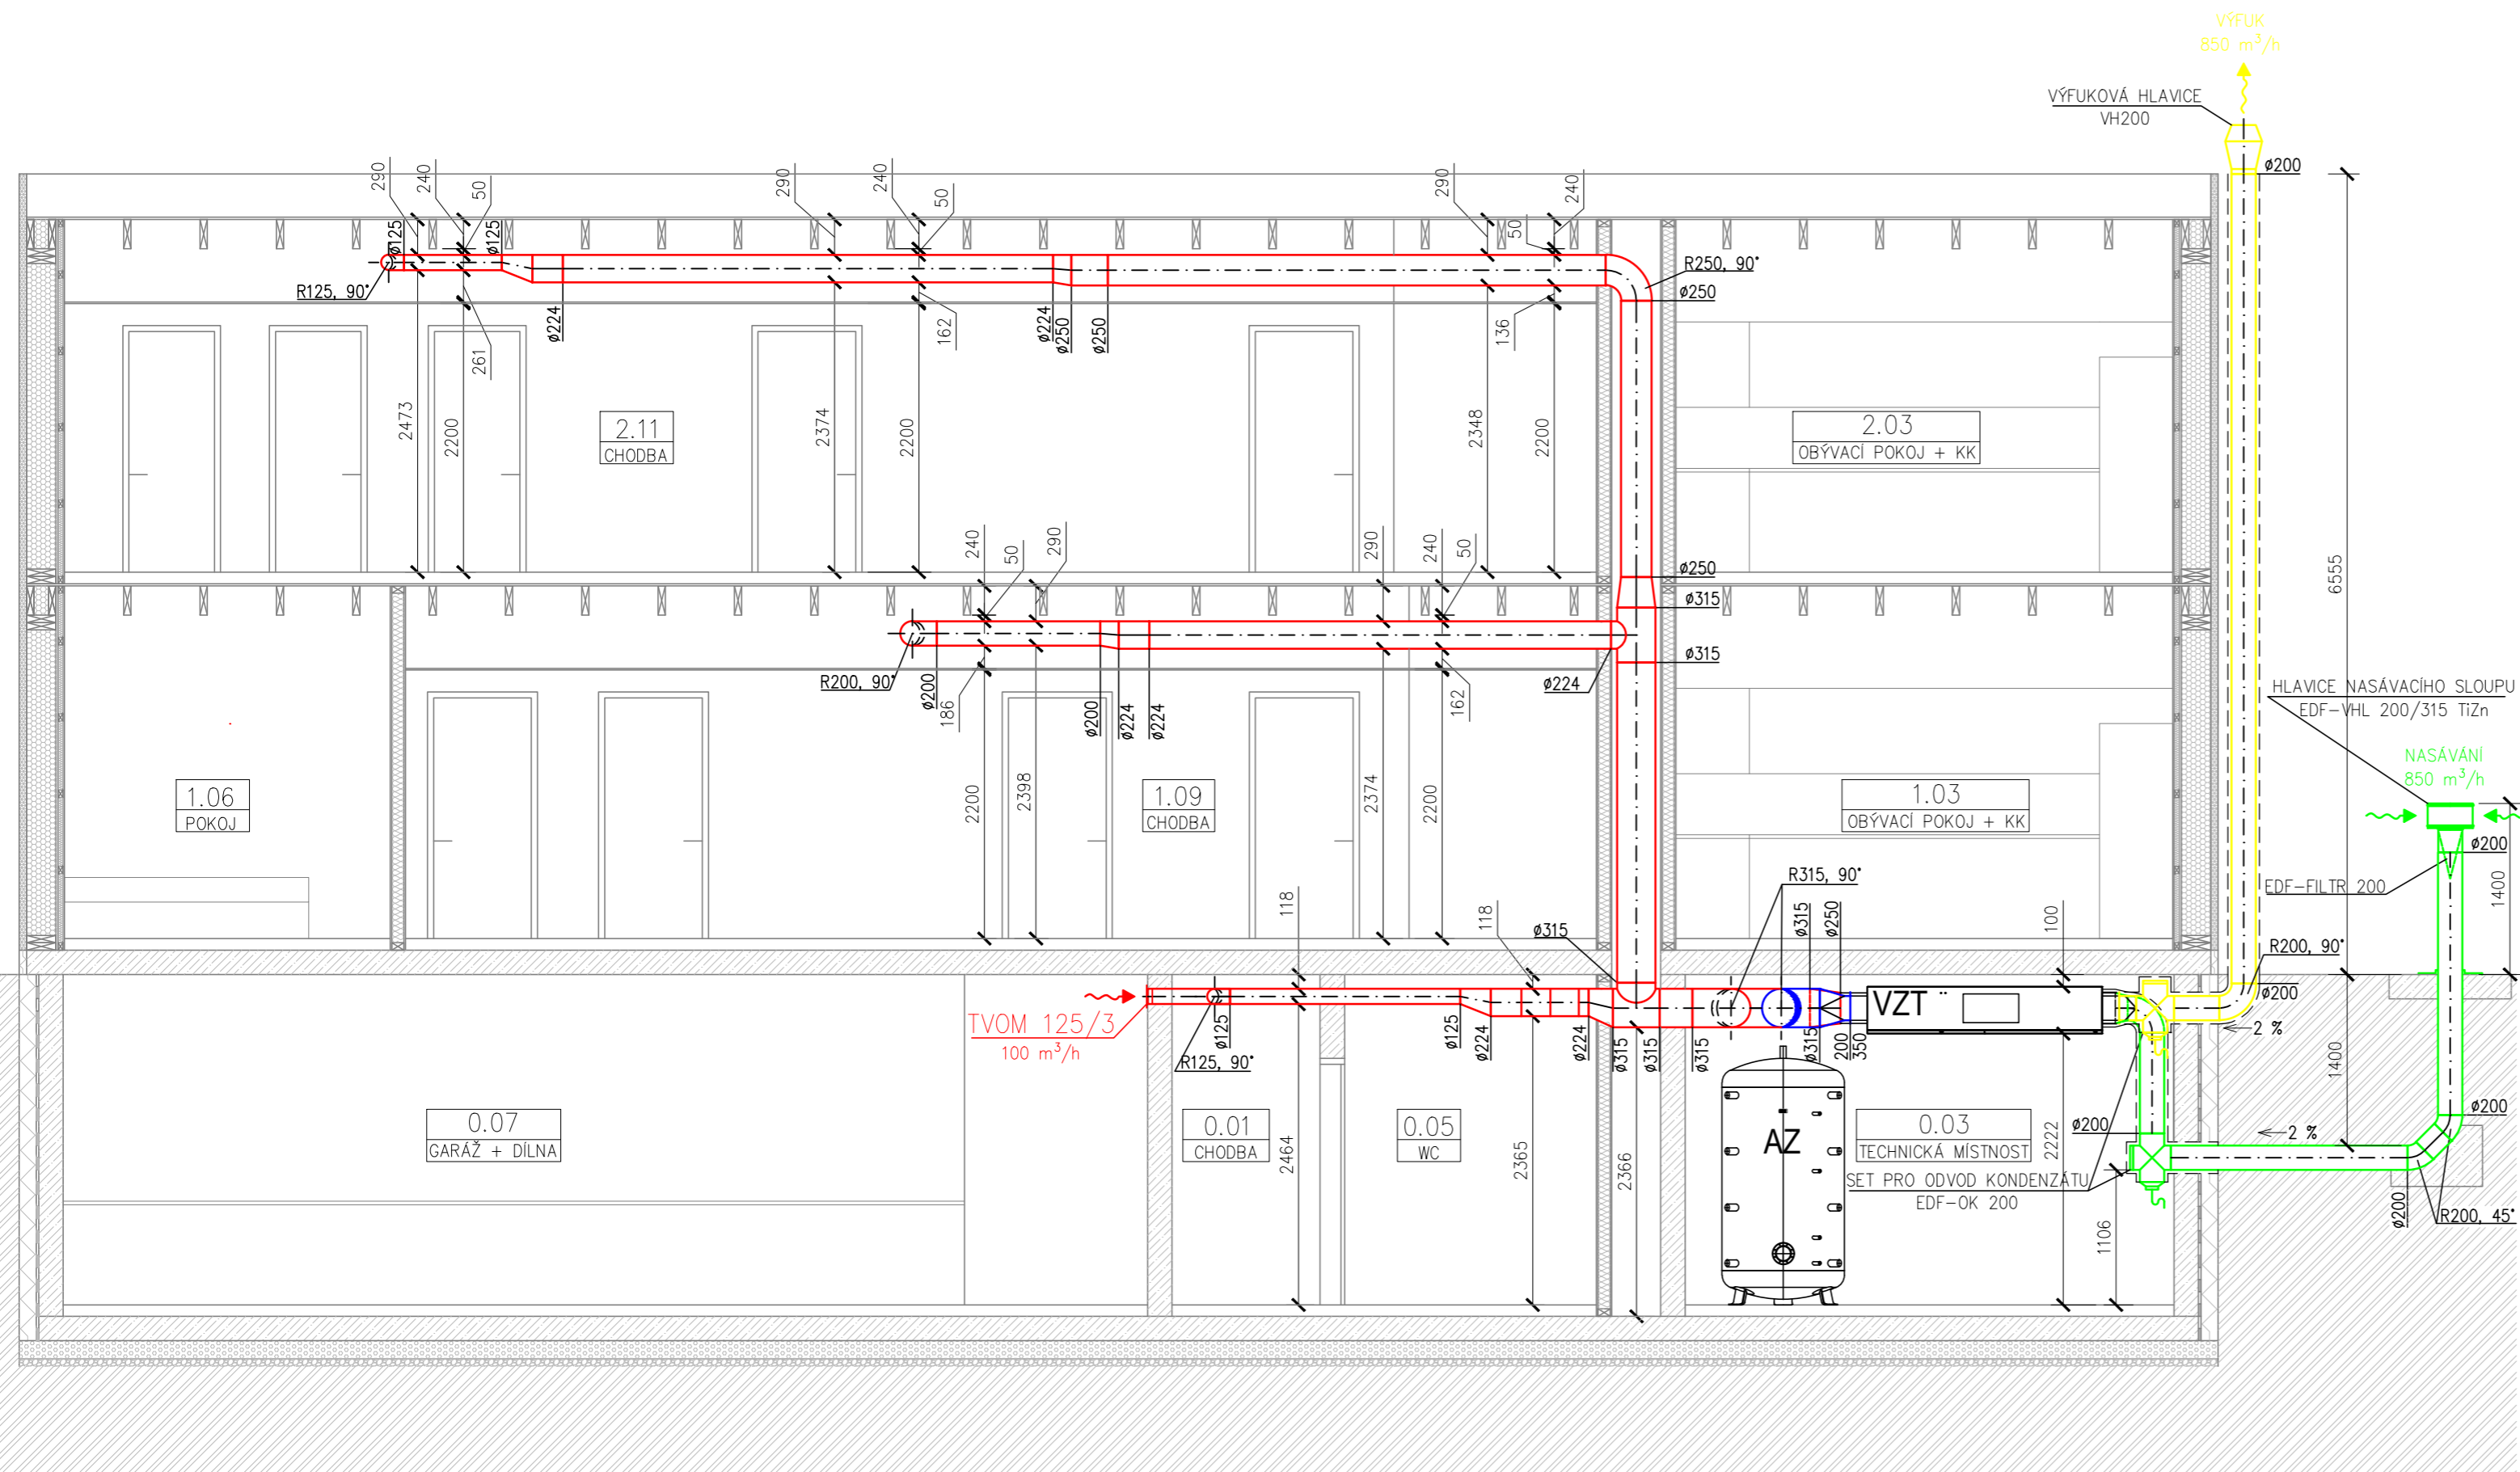 VÝFUK
850 m³/h
VÝFUKOVÁ HLAVICE
VH200
ø200
290
240
50
290
240
50
290
50
240
ø125
ø125
R125, 90°
R250, 90°
ø250
ø224
261
162
ø224
ø250
ø250
136
2473
2200
2.11
CHODBA
2374
2200
2348
2200
2.03
OBÝVACÍ POKOJ + KK
6555
240
50
290
290
240
50
ø250
ø315
ø315
R200, 90°
ø200
186
ø200
ø224
ø224
162
ø224
HLAVICE NASÁVACÍHO SLOUPU
EDF-VHL 200/315 TiZn
NASÁVÁNÍ
850 m³/h
1.06
POKOJ
2200
2398
1.09
CHODBA
2374
2200
1.03
OBÝVACÍ POKOJ + KK
ø200
EDF-FILTR 200
1400
R315, 90°
118
118
ø315
ø315
ø250
100
R200, 90°
ø200
2 %
TVOM 125/3
100 m³/h
ø125
R125, 90°
ø125
ø224
ø224
ø315
ø315
ø315
ø315
200
350
VZT
1400
0.07
GARÁŽ + DÍLNA
0.01
CHODBA
2464
0.05
WC
2365
2366
AZ
0.03
TECHNICKÁ MÍSTNOST
2222
ø200
2 %
ø200
SET PRO ODVOD KONDENZÁTU
EDF-OK 200
1106
ø200
R200, 45°